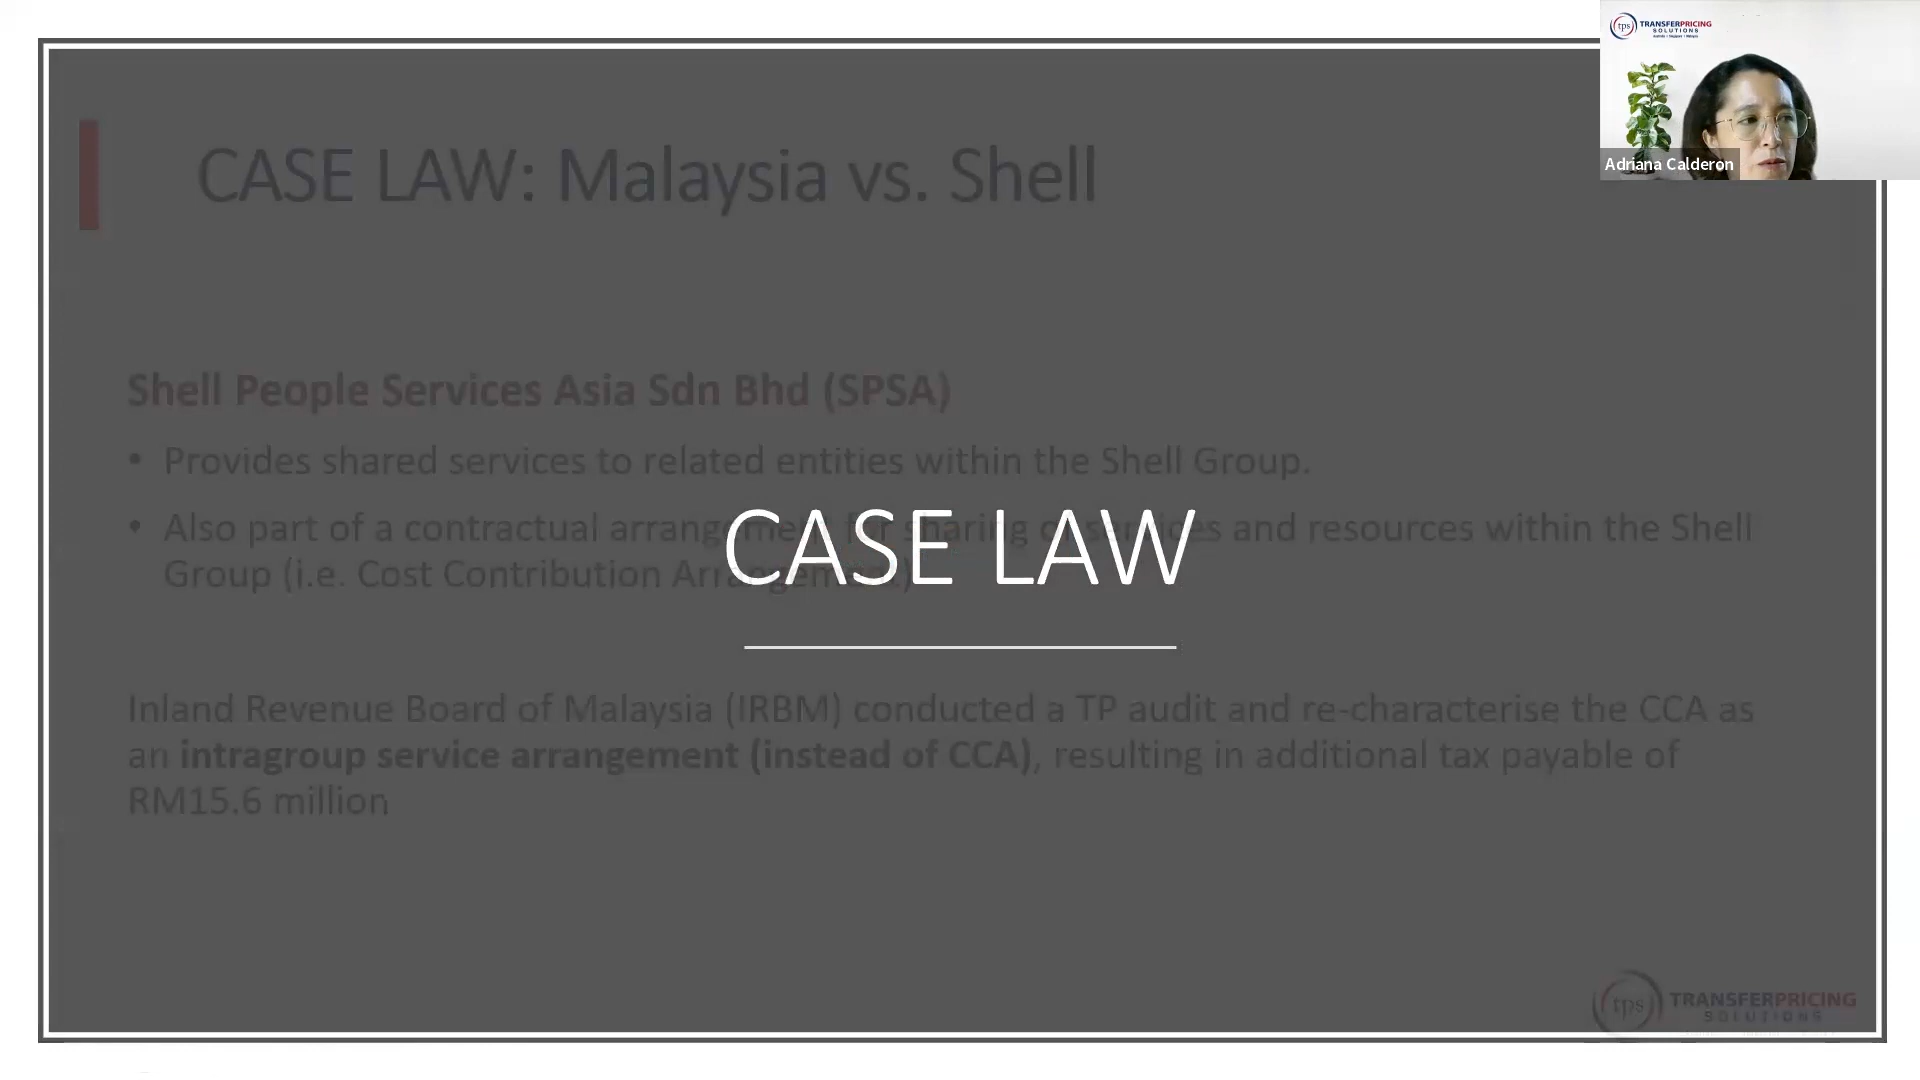 tps TRANSFERPRICING
SOLUTIONS
Adriana Calderon
CASE LAW: Malaysia vs. Shell
Shell People Services Asia Sdn Bhd (SPSA)
• Provides shared services to related entities within the Shell Group.
• Also part of a contractual arrangement for sharing of services and resources within the Shell
Group (i.e. Cost Contribution Arrangement)
CASE LAW
Inland Revenue Board of Malaysia (IRBM) conducted a TP audit and re-characterise the CCA as
an intragroup service arrangement (instead of CCA), resulting in additional tax payable of
RM15.6 million
tps TRANSFERPRICING
SOLUTIONS